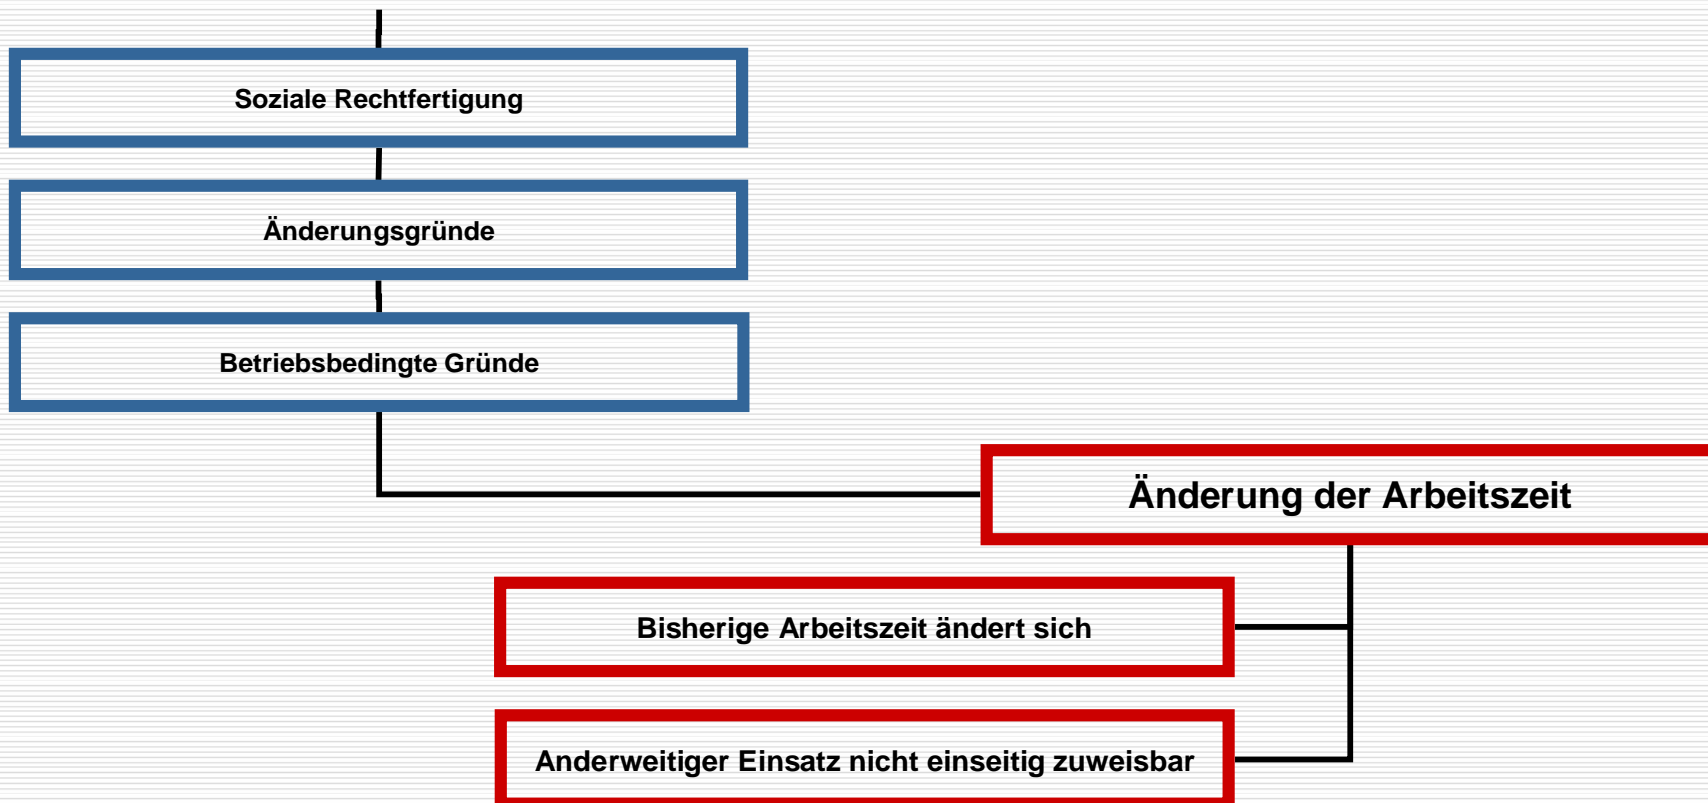 Soziale Rechtfertigung
Änderungsgründe
Betriebsbedingte Gründe
Änderung der Arbeitszeit
Bisherige Arbeitszeit ändert sich
Anderweitiger Einsatz nicht einseitig zuweisbar